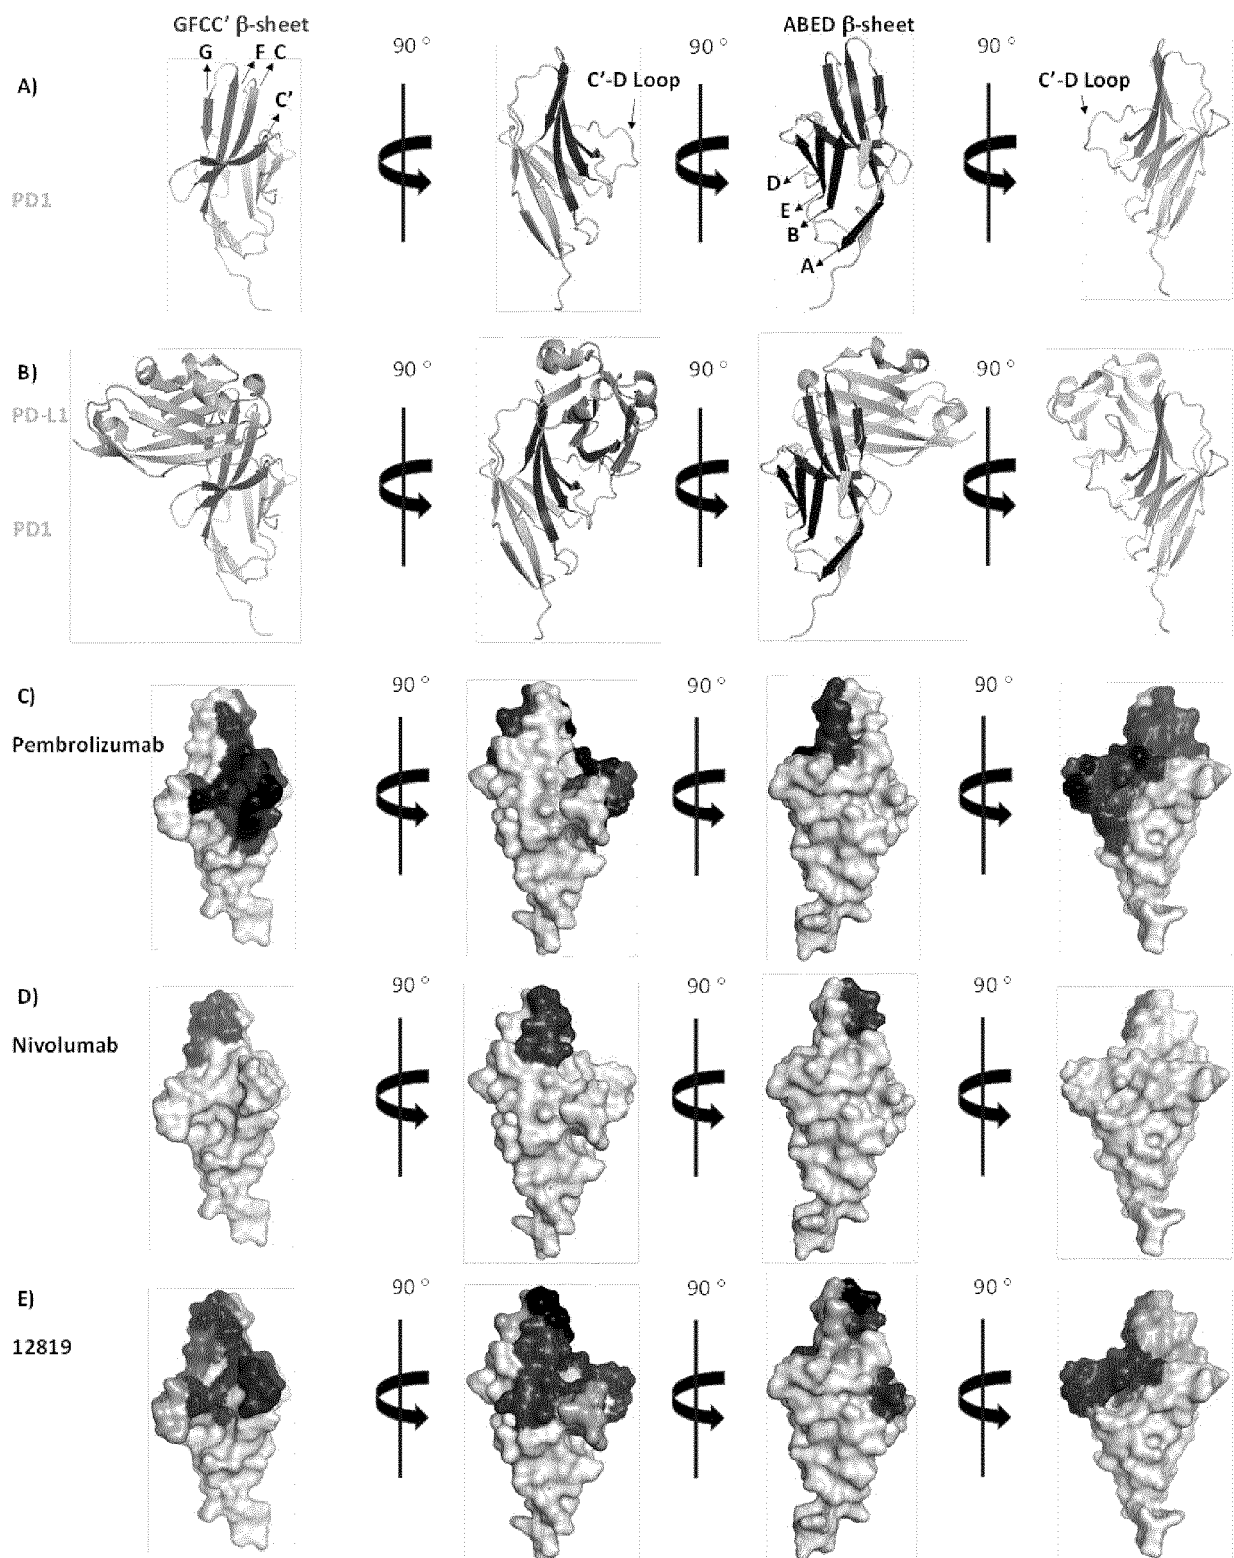 GFCC' β-sheet
ABED β-sheet
G F C
90 ° 90 ° 90 °
A)
C'-D Loop
C'-D Loop
C'
PD1
D
E
B
A
B)
90 ° 90 ° 90 °
PD-L1
PD1
C)
90 ° 90 ° 90 °
Pembrolizumab
D)
90 ° 90 ° 90 °
Nivolumab
E)
90 ° 90 ° 90 °
12819